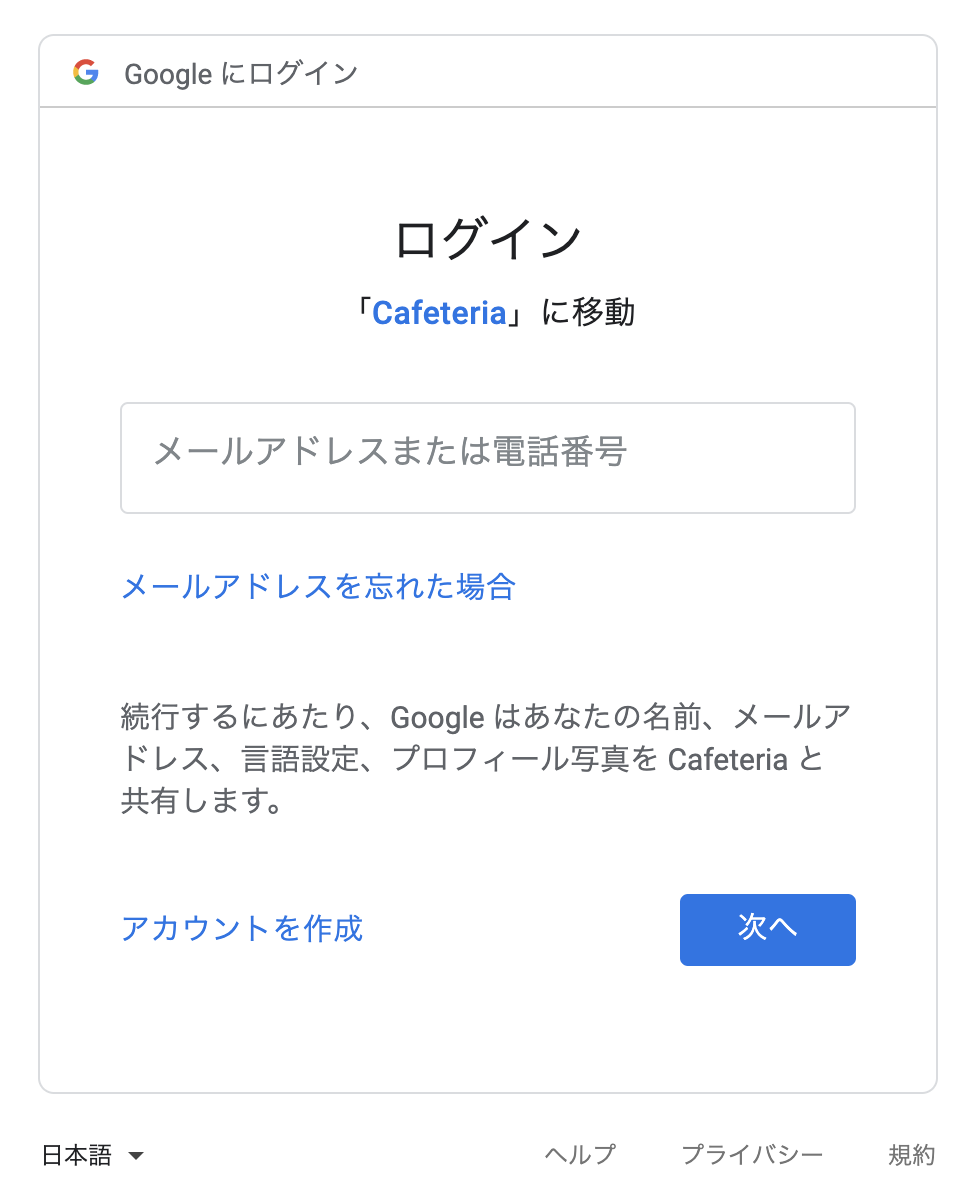 Google にログイン
ログイン
「Cafeteria」に移動
メールアドレスまたは電話番号
メールアドレスを忘れた場合
続行するにあたり、Google はあなたの名前、メールア
ドレス、言語設定、プロフィール写真を Cafeteria と
共有します。
アカウントを作成
次へ
日本語
ヘルプ
プライバシー
規約